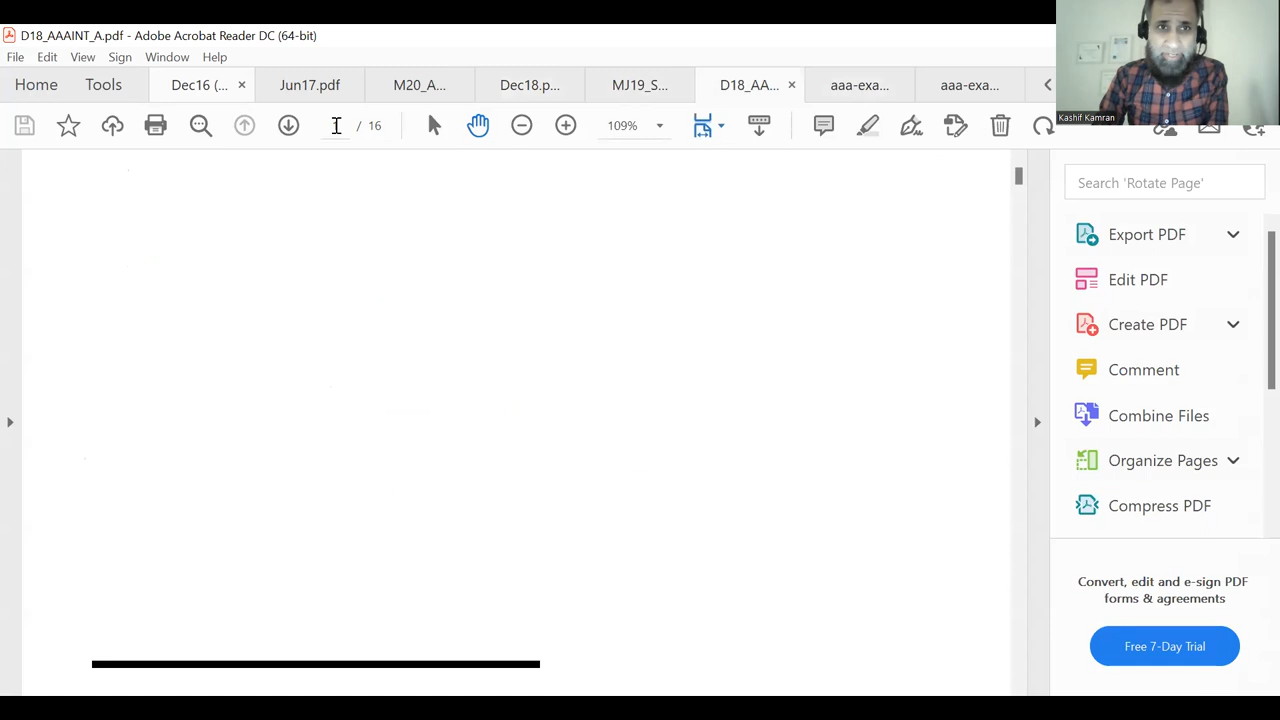 D18_AAAINT_A.pdf - Adobe Acrobat Reader DC (64-bit)
File Edit View Sign Window Help
Home Tools Dec16 (... Jun17.pdf M20_A... Dec18.p... MJ19_S... D18_AA... aaa-exa... aaa-exa...
/ 16 109%
Kashif Kamran
Search 'Rotate Page'
Export PDF
Edit PDF
Create PDF
Comment
Combine Files
Organize Pages
Compress PDF
Convert, edit and e-sign PDF
forms & agreements
Free 7-Day Trial